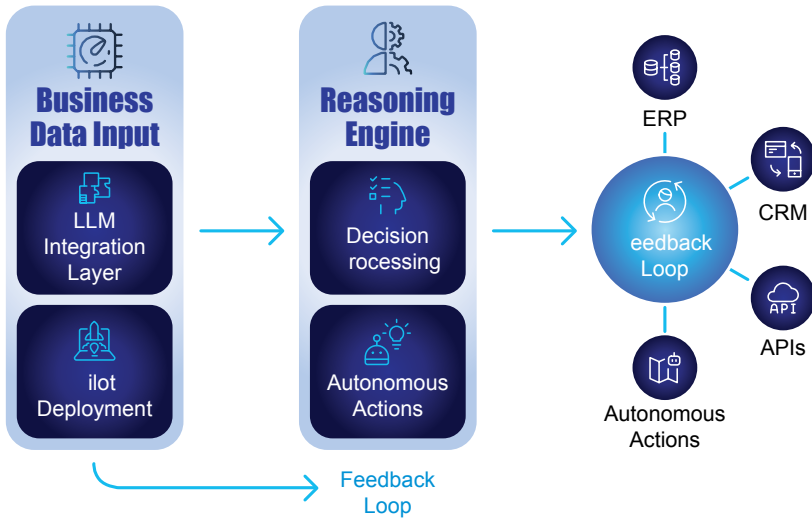 Business
Data Input
LLM
Integration
Layer
ilot
Deployment
Reasoning
Engine
Decision
rocessing
Autonomous
Actions
Feedback
Loop
ERP
CRM
eedback
Loop
API
APIs
Autonomous
Actions